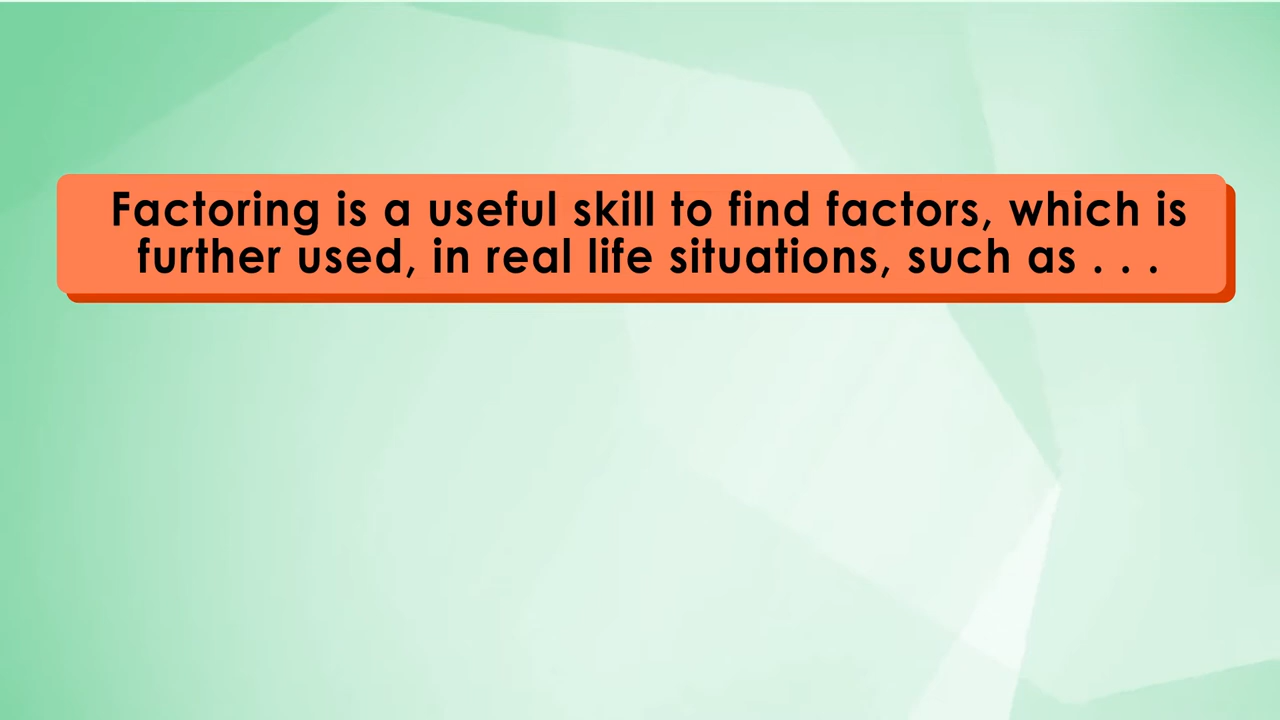 Factoring is a useful skill to find factors, which is
further used, in real life situations, such as . . .